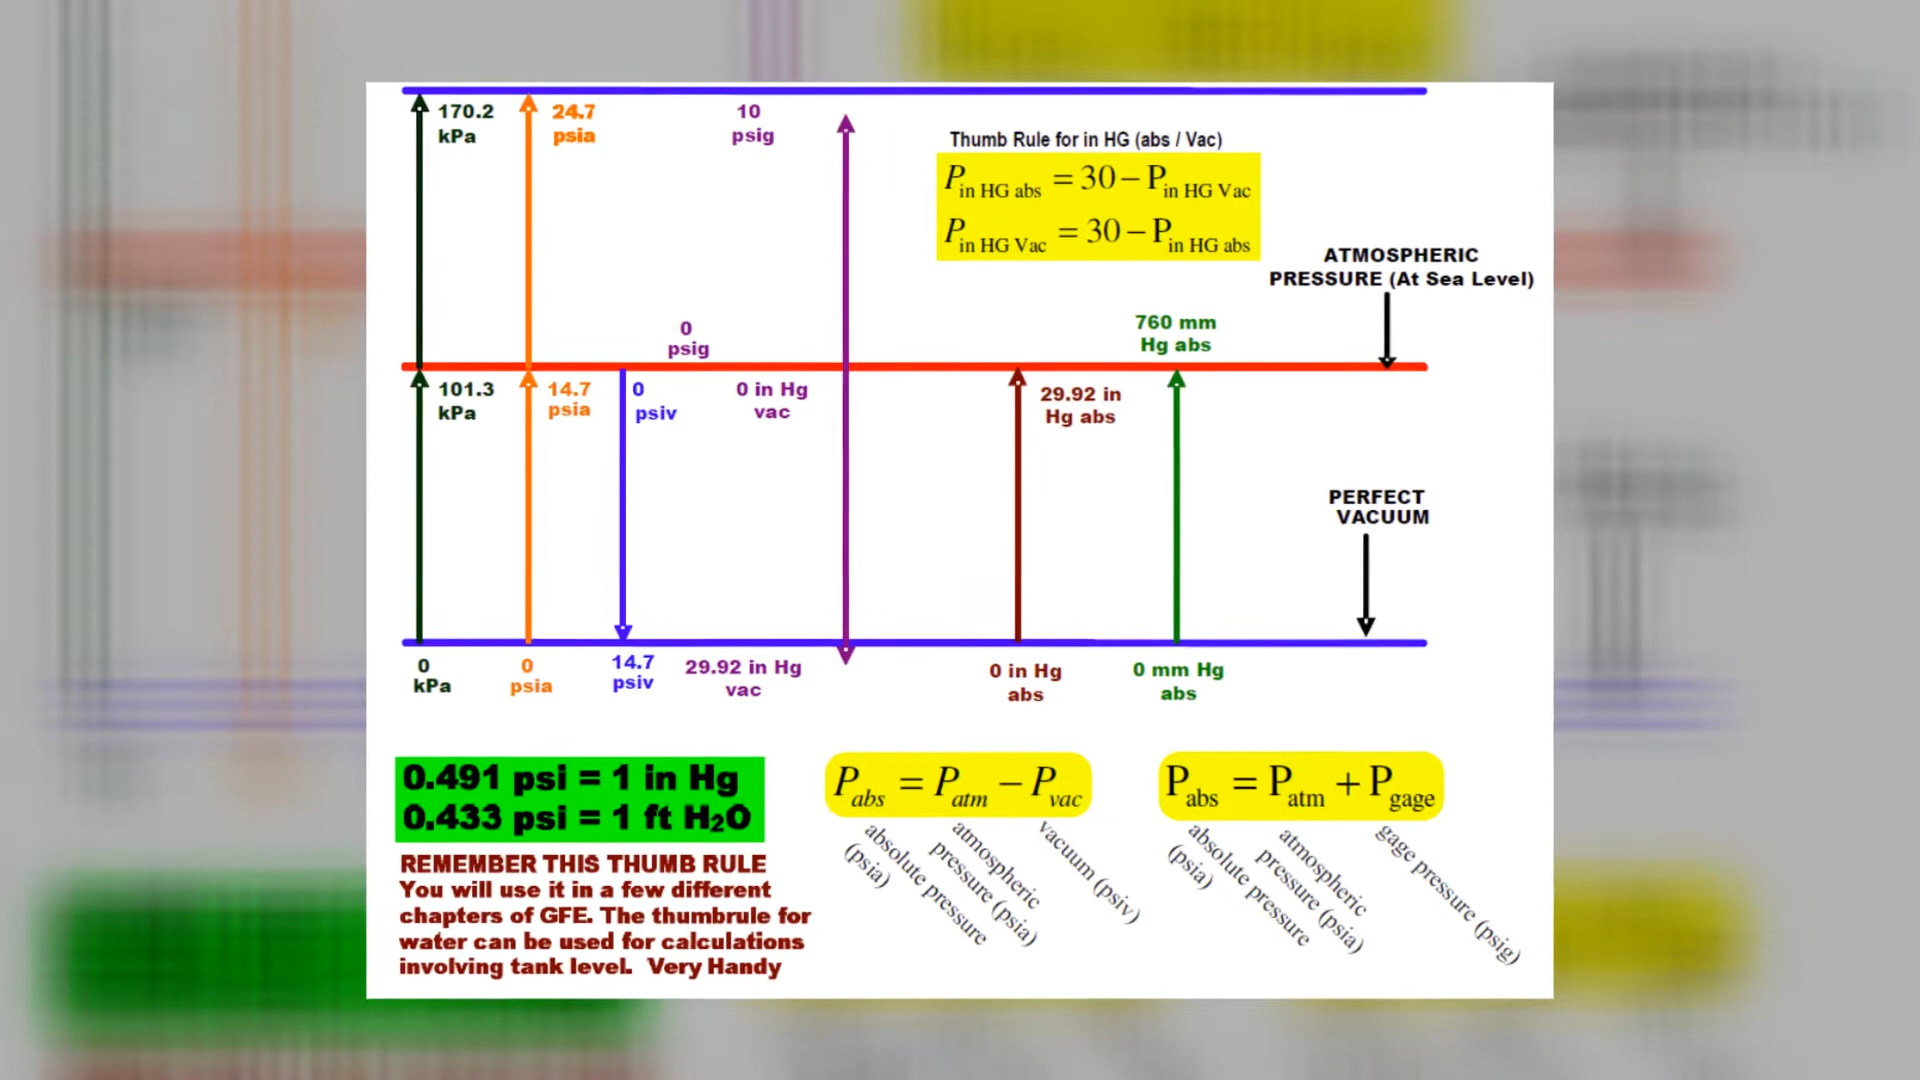 170.2
kPa
24.7
psia
10
psig
Thumb Rule for in HG (abs / Vac)
P in HG abs = 30 – P in HG Vac
P in HG Vac = 30 – P in HG abs
ATMOSPHERIC
PRESSURE (At Sea Level)
0
psig
760 mm
Hg abs
101.3
kPa
14.7
psia
0
psiv
0 in Hg
vac
29.92 in
Hg abs
PERFECT
VACUUM
0
kPa
0
psia
14.7
psiv
29.92 in Hg
vac
0 in Hg
abs
0 mm Hg
abs
0.491 psi = 1 in Hg
0.433 psi = 1 ft H₂O
REMEMBER THIS THUMB RULE
You will use it in a few different
chapters of GFE. The thumbrule for
water can be used for calculations
involving tank level. Very Handy
P abs = P atm – P vac
absolute pressure
(psia)
atmospheric
pressure (psia)
vacuum (psiv)
P abs = P atm + P gage
absolute pressure
(psia)
atmospheric
pressure (psia)
gage pressure (psig)